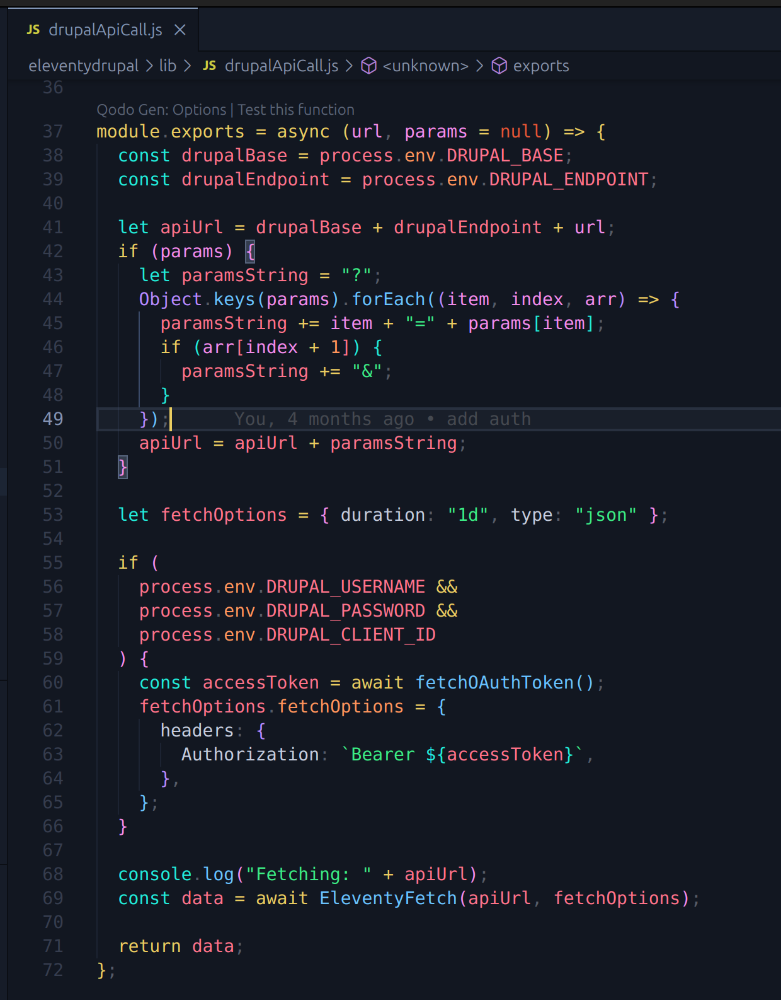 JS drupalApiCall.js ×
eleventydrupal > lib > JS drupalApiCall.js > <unknown> > exports
36
Qodo Gen: Options | Test this function
37 module.exports = async (url, params = null) => {
38 const drupalBase = process.env.DRUPAL_BASE;
39 const drupalEndpoint = process.env.DRUPAL_ENDPOINT;
40
41 let apiUrl = drupalBase + drupalEndpoint + url;
42 if (params) {
43 let paramsString = "?";
44 Object.keys(params).forEach((item, index, arr) => {
45 paramsString += item + "=" + params[item];
46 if (arr[index + 1]) {
47 paramsString += "&";
48 }
49 }); You, 4 months ago • add auth
50 apiUrl = apiUrl + paramsString;
51 }
52
53 let fetchOptions = { duration: "1d", type: "json" };
54
55 if (
56 process.env.DRUPAL_USERNAME &&
57 process.env.DRUPAL_PASSWORD &&
58 process.env.DRUPAL_CLIENT_ID
59 ) {
60 const accessToken = await fetchOAuthToken();
61 fetchOptions.fetchOptions = {
62 headers: {
63 Authorization: `Bearer ${accessToken}`,
64 },
65 };
66 }
67
68 console.log("Fetching: " + apiUrl);
69 const data = await EleventyFetch(apiUrl, fetchOptions);
70
71 return data;
72 };